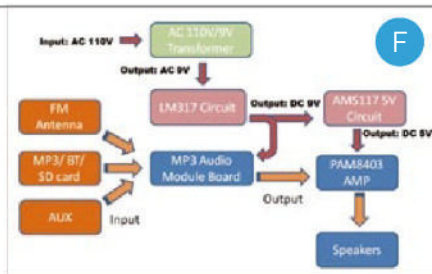 Input: AC 110V
AC 110V/9V
Transformer
F
Output: AC 9V
LM317 Circuit
Output: DC 9V
AMS117 5V
Circuit
FM
Antenna
Output: DC 5V
MP3/ BT/
SD card
MP3 Audio
Module Board
PAM8403
AMP
Output
AUX
Input
Speakers